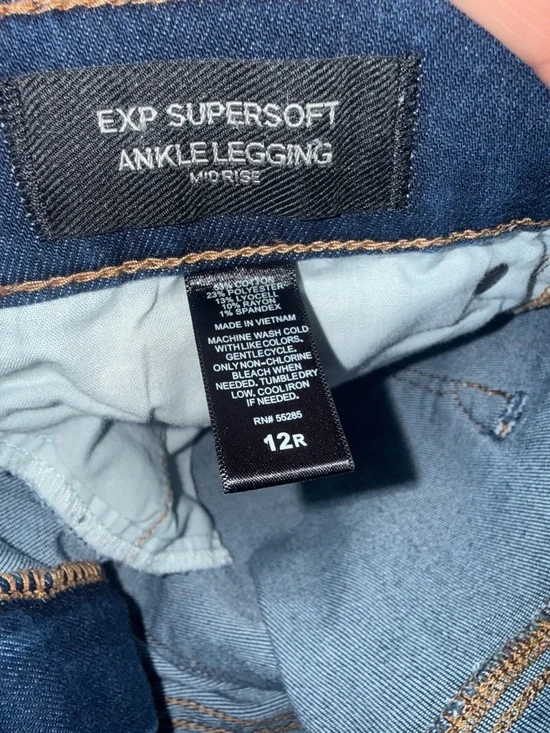 EXP SUPERSOFT
ANKLE LEGGING
MID RISE
53% COTTON
23% POLYESTER
13% LYOCELL
10% RAYON
1% SPANDEX
MADE IN VIETNAM
MACHINE WASH COLD
WITH LIKE COLORS.
GENTLE CYCLE.
ONLY NON-CHLORINE
BLEACH WHEN
NEEDED. TUMBLE DRY
LOW. COOL IRON
IF NEEDED.
RN# 55285
12R